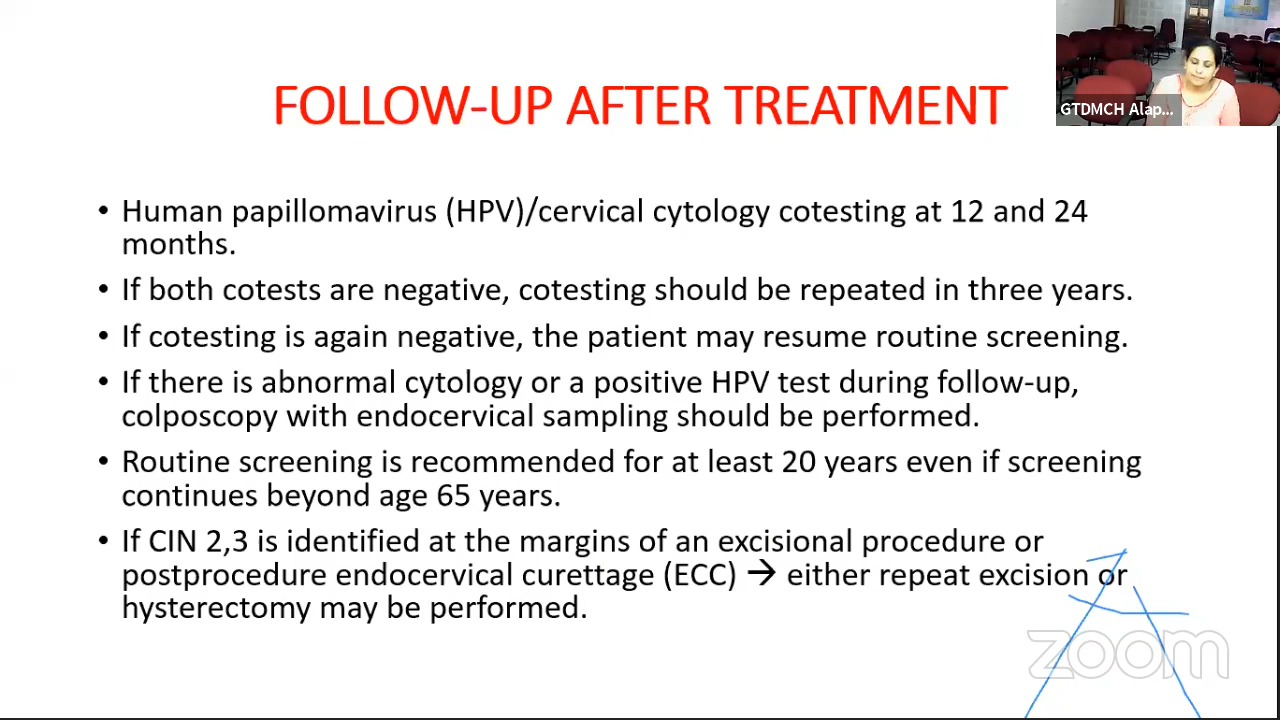 FOLLOW-UP AFTER TREATMENT
GTDMCH Alap...
• Human papillomavirus (HPV)/cervical cytology cotesting at 12 and 24
months.
• If both cotests are negative, cotesting should be repeated in three years.
• If cotesting is again negative, the patient may resume routine screening.
• If there is abnormal cytology or a positive HPV test during follow-up,
colposcopy with endocervical sampling should be performed.
• Routine screening is recommended for at least 20 years even if screening
continues beyond age 65 years.
• If CIN 2,3 is identified at the margins of an excisional procedure or
postprocedure endocervical curettage (ECC) → either repeat excision or
hysterectomy may be performed.
zoom